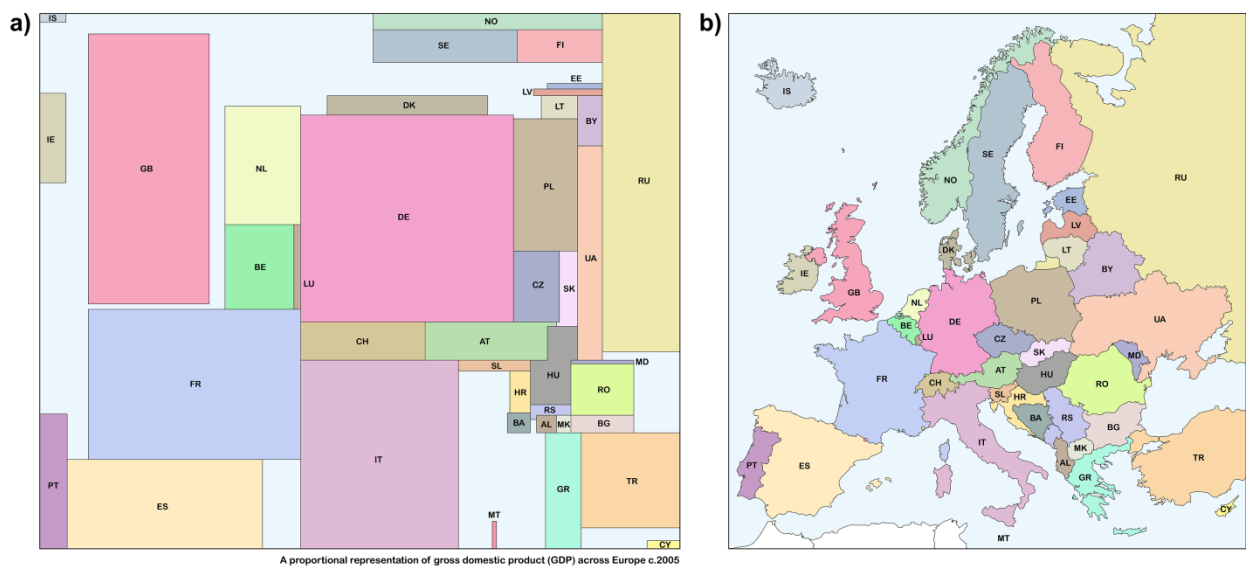 a)
IS
NO
SE
FI
EE
LV
DK
LT
BY
IE
GB
NL
DE
PL
RU
BE
LU
CZ
SK
UA
CH
AT
FR
SL
HU
MD
HR
RO
RS
BA
AL
MK
BG
PT
IT
ES
GR
TR
MT
CY
A proportional representation of gross domestic product (GDP) across Europe c.2005
b)
IS
FI
SE
NO
RU
EE
LV
DK
LT
IE
BY
GB
NL
PL
DE
BE
UA
LU
CZ
SK
MD
AT
HU
FR
CH
RO
SL
HR
BA
RS
BG
IT
MK
PT
ES
AL
TR
GR
CY
MT